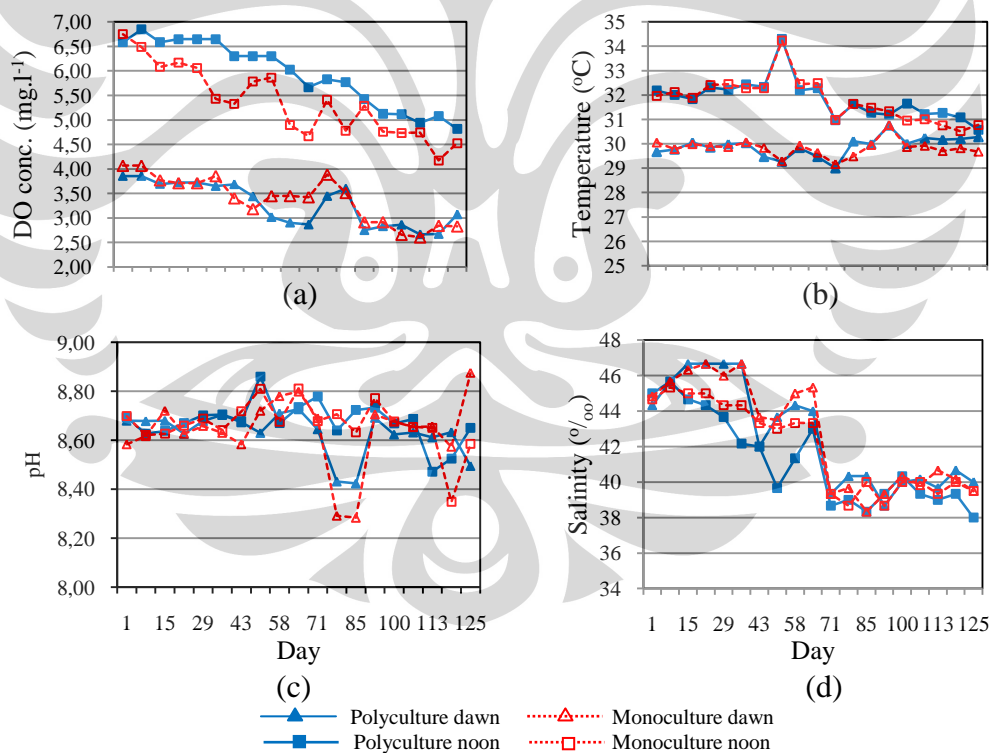 DO conc. (mg.l-1)
7,00
6,50
6,00
5,50
5,00
4,50
4,00
3,50
3,00
2,50
2,00
(a)
Temperature (°C)
35
34
33
32
31
30
29
28
27
26
25
(b)
pH
9,00
8,80
8,60
8,40
8,20
8,00
1 15 29 43 58 71 85 100 113 125
Day
(c)
Salinity (0/00)
48
46
44
42
40
38
36
34
1 15 29 43 58 71 85 100 113 125
Day
(d)
Polyculture dawn Monoculture dawn
Polyculture noon Monoculture noon